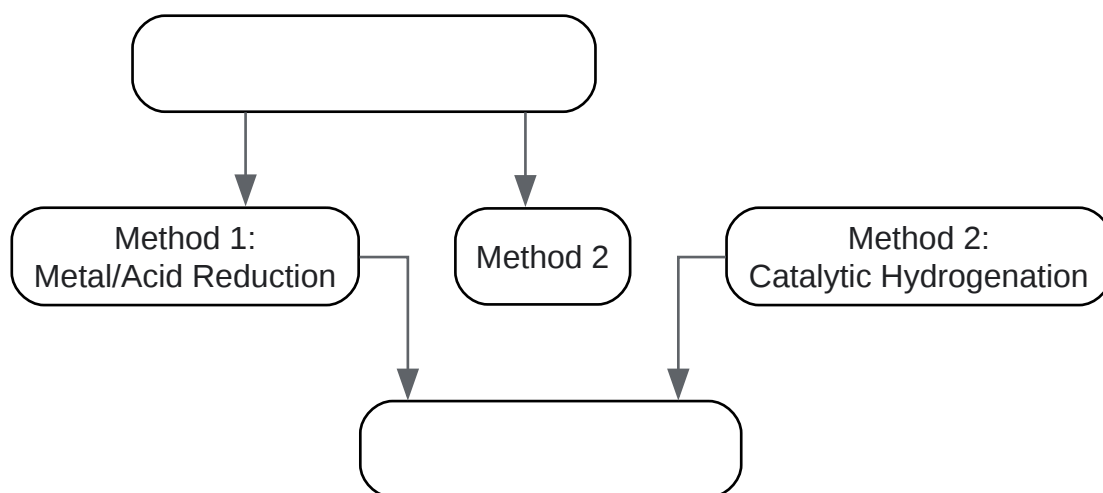 Method 1:
Metal/Acid Reduction
Method 2
Method 2:
Catalytic Hydrogenation